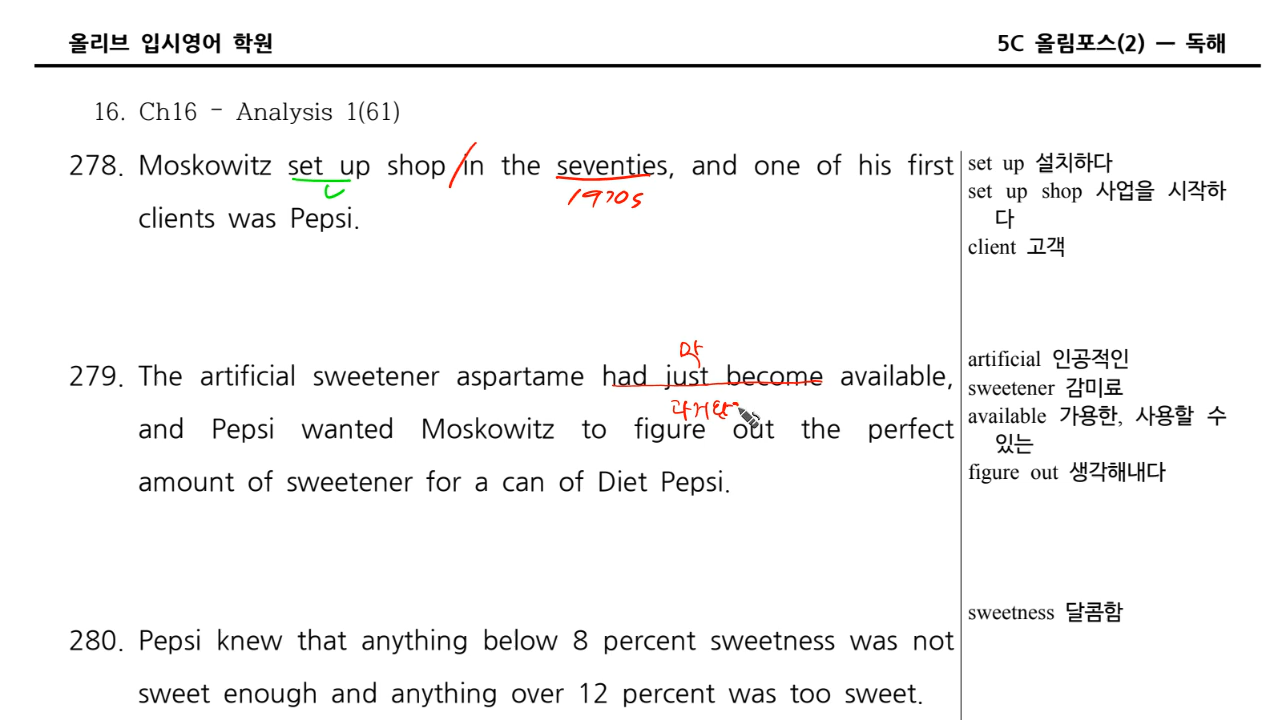 올리브 입시영어 학원
5C 올림포스(2) — 독해
16. Ch16 - Analysis 1(61)
278. Moskowitz set up shop in the seventies, and one of his first
1970s
clients was Pepsi.
set up 설치하다
set up shop 사업을 시작하
다
client 고객
막
279. The artificial sweetener aspartame had just become available,
과거완
and Pepsi wanted Moskowitz to figure out the perfect
amount of sweetener for a can of Diet Pepsi.
artificial 인공적인
sweetener 감미료
available 가용한, 사용할 수
있는
figure out 생각해내다
280. Pepsi knew that anything below 8 percent sweetness was not
sweet enough and anything over 12 percent was too sweet.
sweetness 달콤함